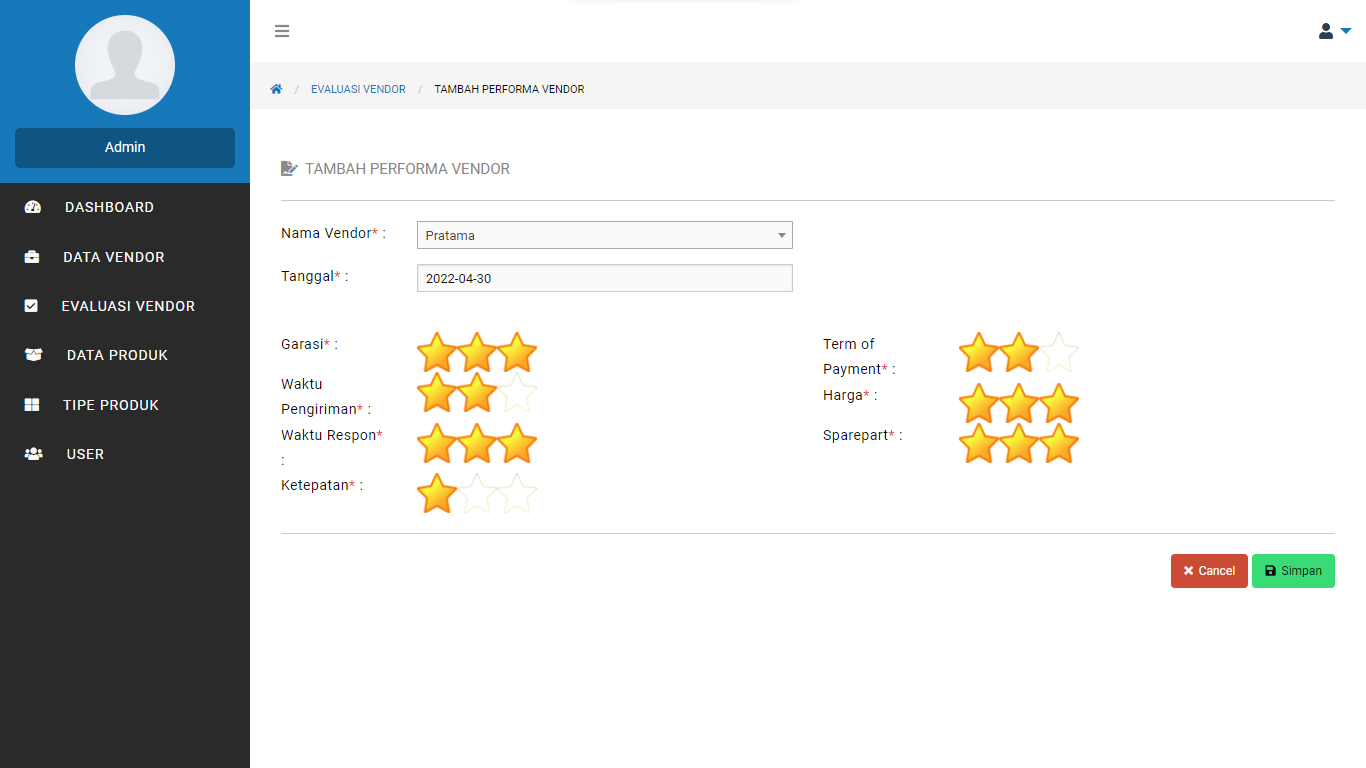 Admin
DASHBOARD
DATA VENDOR
EVALUASI VENDOR
DATA PRODUK
TIPE PRODUK
USER
/ EVALUASI VENDOR / TAMBAH PERFORMA VENDOR
TAMBAH PERFORMA VENDOR
Nama Vendor* : Pratama
Tanggal* : 2022-04-30
Garasi* :
Waktu
Pengiriman* :
Waktu Respon*
:
Ketepatan* :
Term of
Payment* :
Harga* :
Sparepart* :
Cancel Simpan